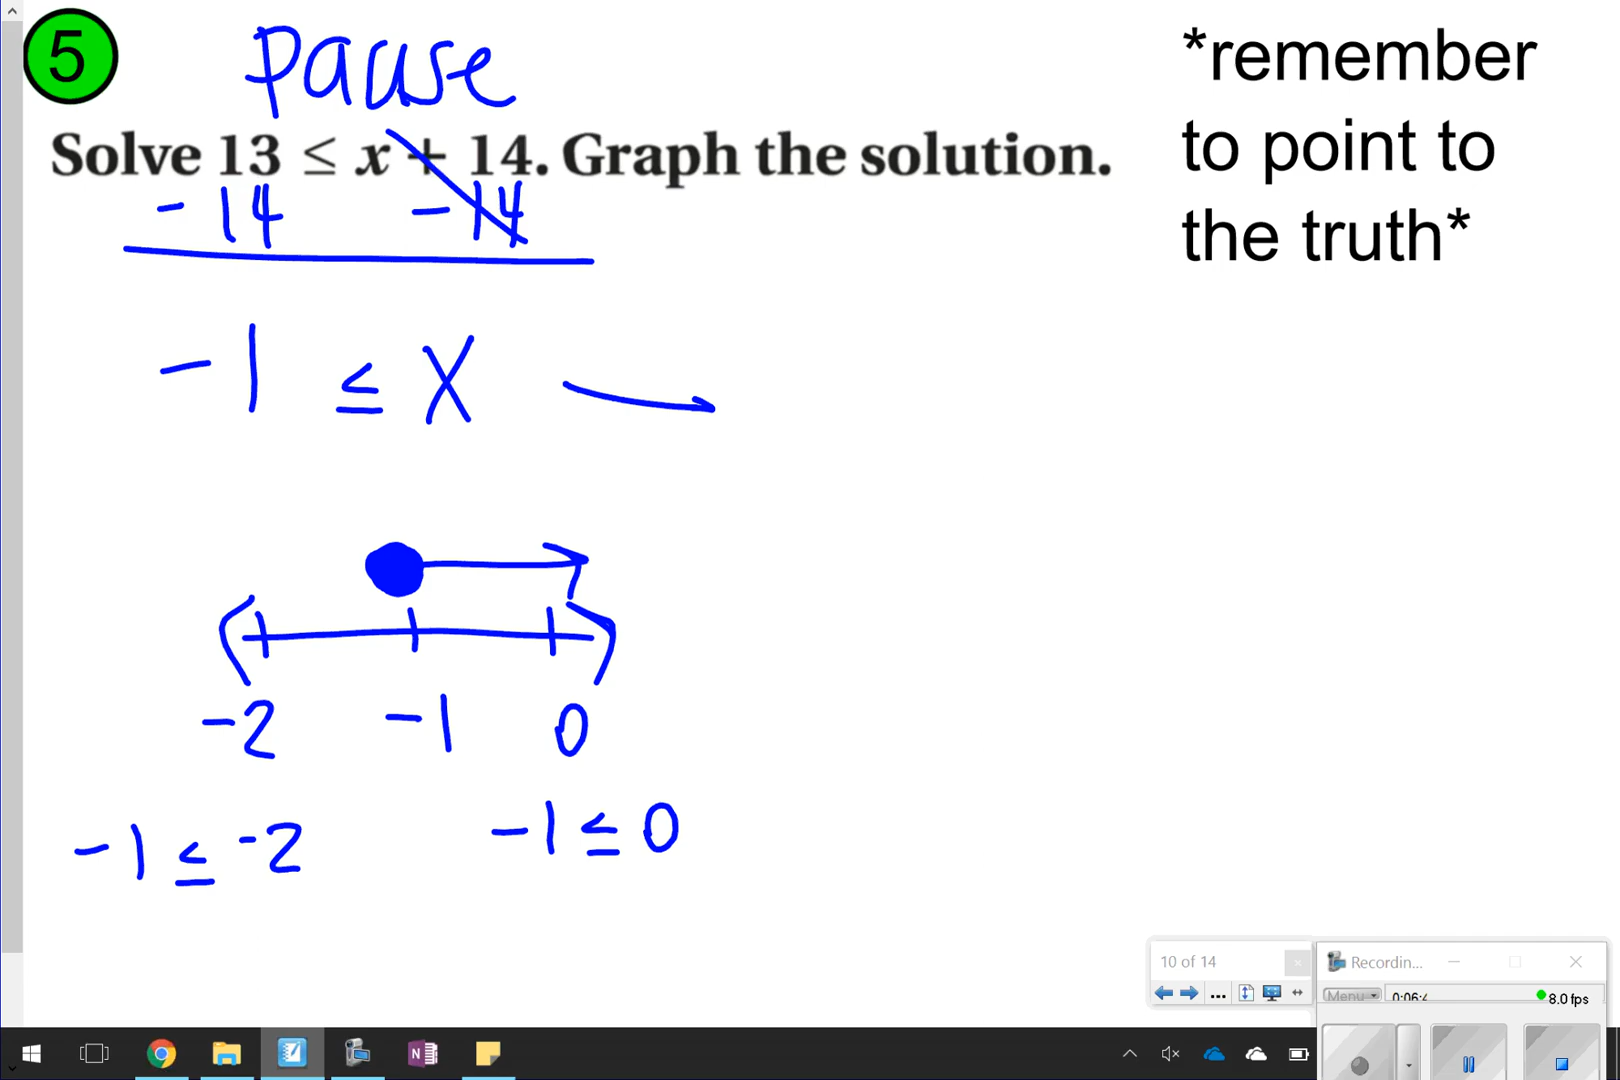 5
pause
*remember
to point to
the truth*
Solve 13 ≤ x + 14. Graph the solution.
- 14 - 14
- 1 ≤ X
-2 -1 0
-1 ≤ -2 -1 ≤ 0
10 of 14
Recordin...
Menu
8.0 fps